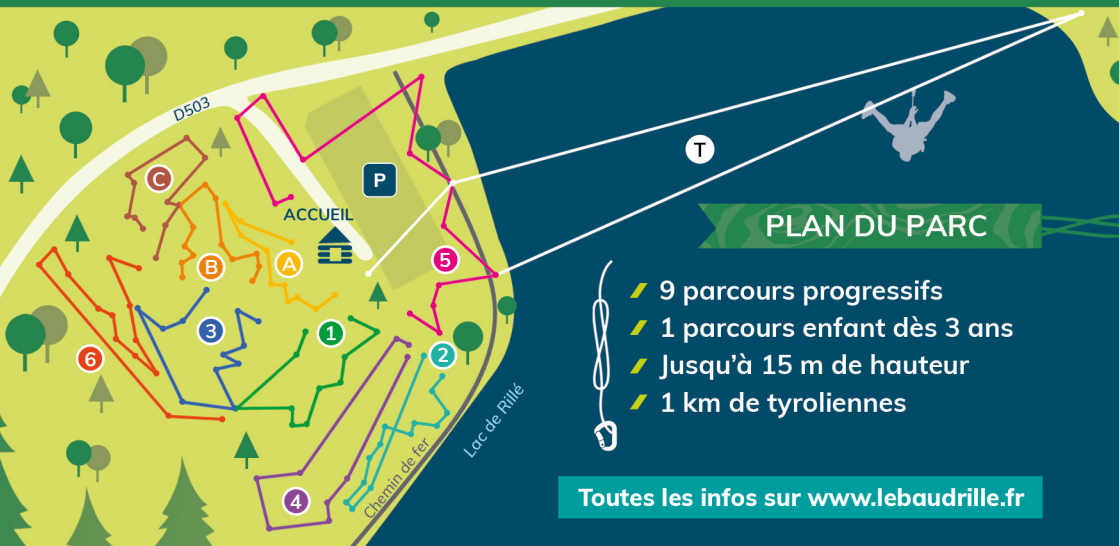 D503
C
P
T
ACCUEIL
PLAN DU PARC
B
A
5
9 parcours progressifs
1 parcours enfant dès 3 ans
Jusqu'à 15 m de hauteur
1 km de tyroliennes
3
1
6
2
Lac de Rillé
Chemin de fer
4
Toutes les infos sur www.lebaudrille.fr